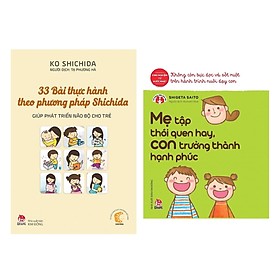 KO SHICHIDA
NGƯỜI DỊCH TẠ PHƯƠNG HÀ
33 Bài thực hành
theo phương pháp Shichida
GIÚP PHÁT TRIỂN NÃO BỘ CHO TRẺ
Không còn bực dọc và sốt ruột
trên hành trình nuôi dạy con
SHIGETA SAITO
Mẹ tập
thói quen hay,
con trưởng thành
hạnh phúc